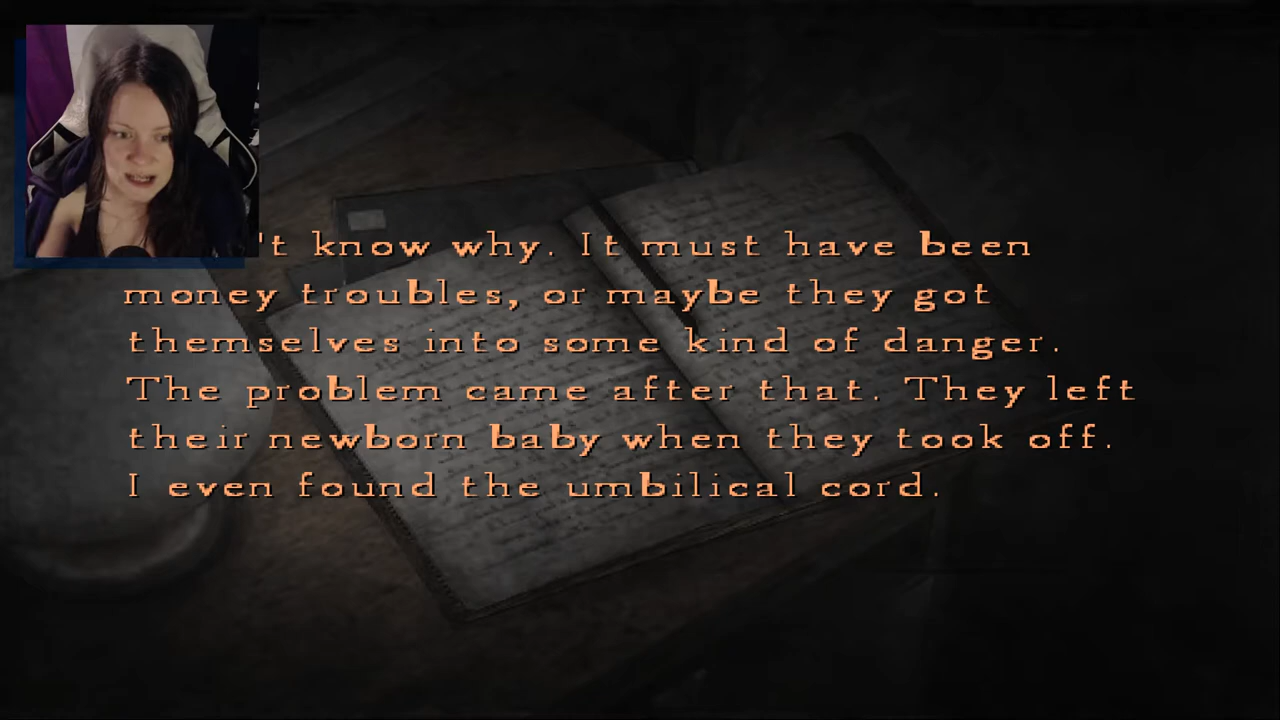 't know why. It must have been
money troubles, or maybe they got
themselves into some kind of danger.
The problem came after that. They left
their newborn baby when they took off.
I even found the umbilical cord.